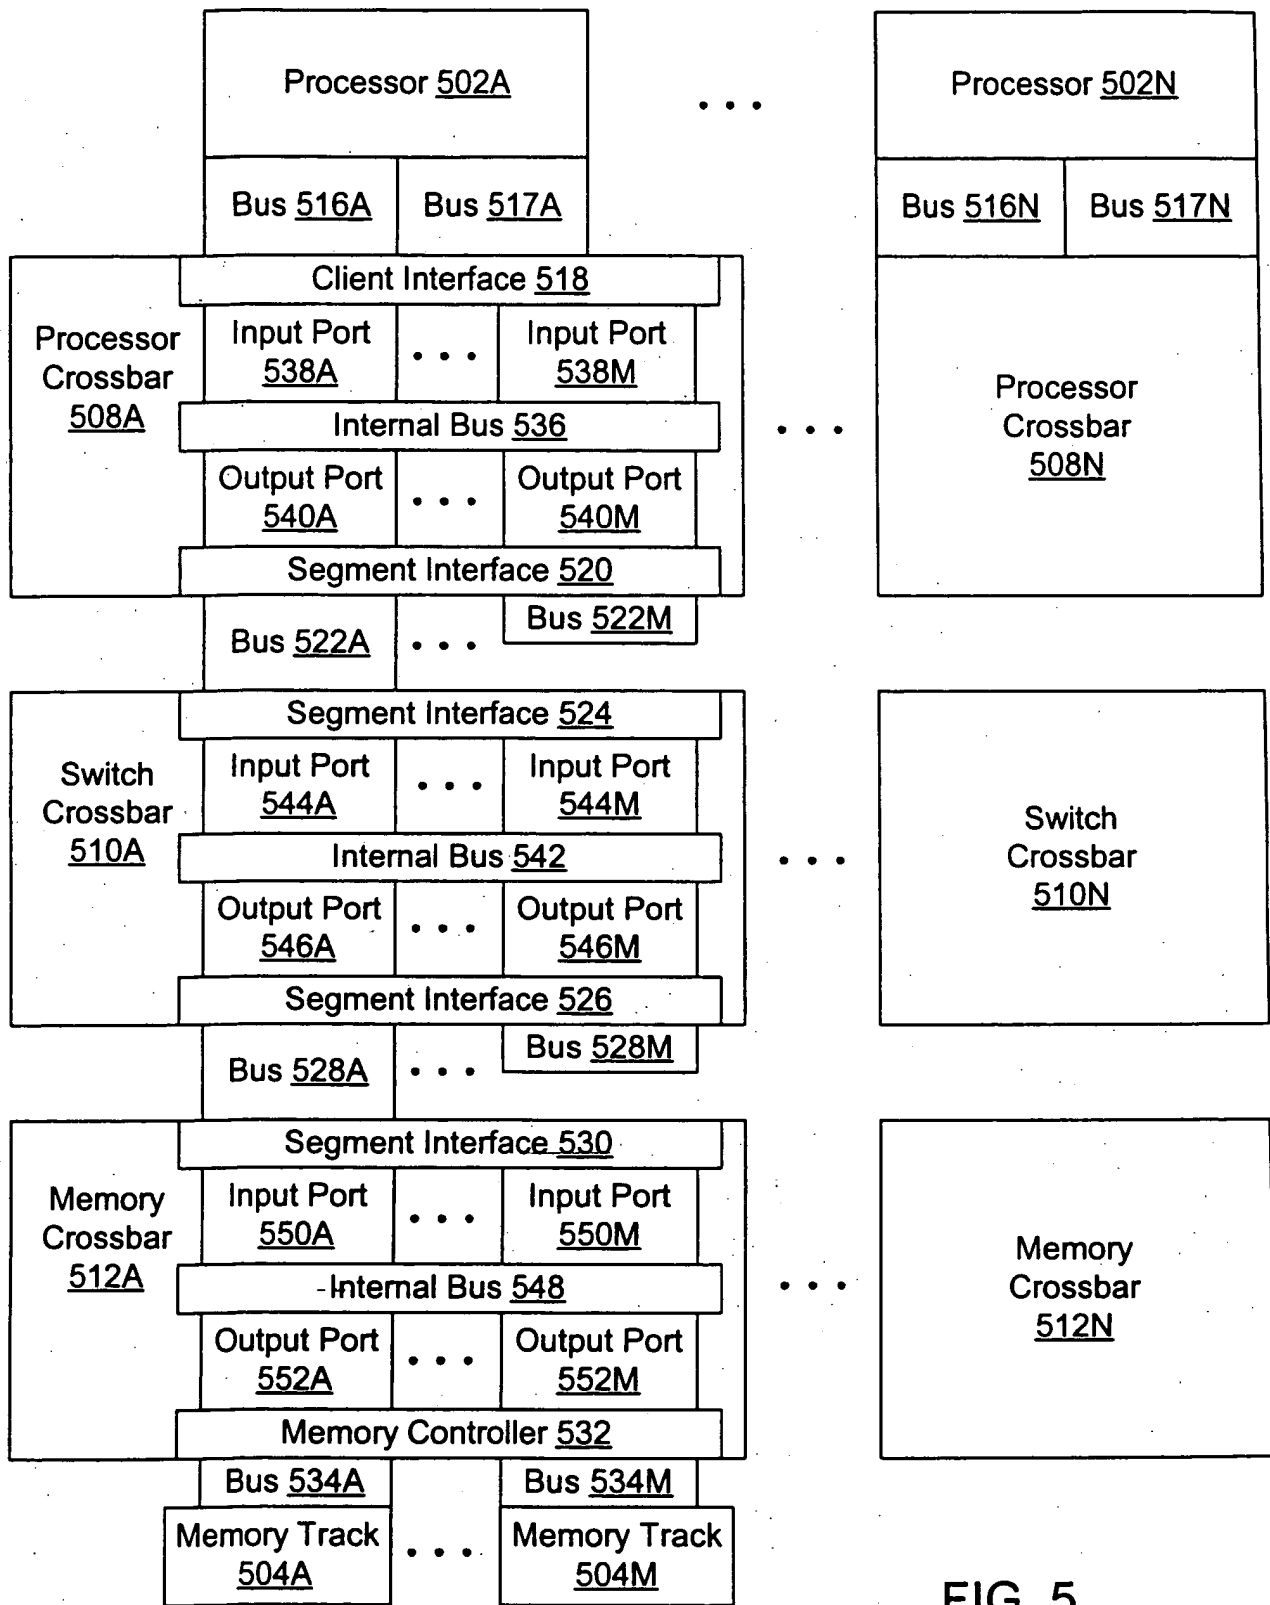 Processor 502A
Processor 502N
Bus 516A
Bus 517A
Bus 516N
Bus 517N
Client Interface 518
Processor
Crossbar
508A
Input Port
538A
Input Port
538M
Internal Bus 536
Output Port
540A
Output Port
540M
Segment Interface 520
Processor
Crossbar
508N
Bus 522A
Bus 522M
Segment Interface 524
Switch
Crossbar
510A
Input Port
544A
Input Port
544M
Internal Bus 542
Output Port
546A
Output Port
546M
Segment Interface 526
Switch
Crossbar
510N
Bus 528A
Bus 528M
Segment Interface 530
Memory
Crossbar
512A
Input Port
550A
Input Port
550M
Internal Bus 548
Output Port
552A
Output Port
552M
Memory Controller 532
Memory
Crossbar
512N
Bus 534A
Bus 534M
Memory Track
504A
Memory Track
504M
FIG. 5